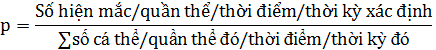 p = Số hiện mắc/quần thể/thời điểm/thời kỳ xác định
∑số cá thể/quần thể đó/thời điểm/thời kỳ đó